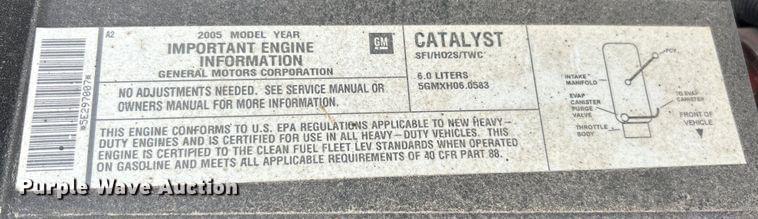 A2
2005 MODEL YEAR
IMPORTANT ENGINE
INFORMATION
GENERAL MOTORS CORPORATION
GM
NO ADJUSTMENTS NEEDED. SEE SERVICE MANUAL OR
OWNERS MANUAL FOR MORE INFORMATION.
CATALYST
SFI/HO2S/TWC
6.0 LITERS
5GMXH06.0583
THIS ENGINE CONFORMS TO U.S. EPA REGULATIONS APPLICABLE TO NEW HEAVY-
DUTY ENGINES AND IS CERTIFIED FOR USE IN ALL HEAVY-DUTY VEHICLES. THIS
ENGINE IS CERTIFIED TO THE CLEAN FUEL FLEET LEV STANDARDS WHEN OPERATED
ON GASOLINE AND MEETS ALL APPLICABLE REQUIREMENTS OF 40 CFR PART 88.
PCV
INTAKE
MANIFOLD
EVAP
CANISTER
PURGE
VALVE
THROTTLE
BODY
TO EVAP
CANISTER
FRONT OF
VEHICLE
*5E297807*
Purple Wave Auction